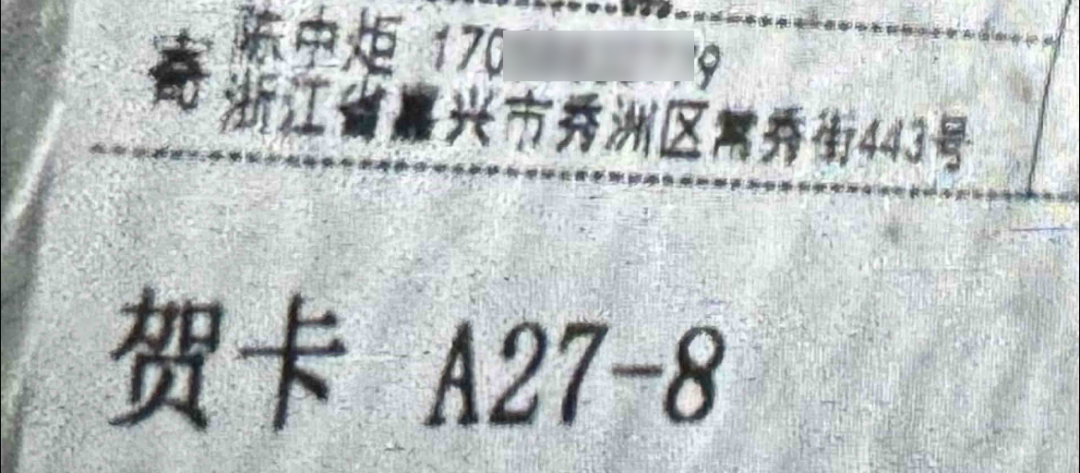 寄 陈中炬 170 9
浙江省嘉兴市秀洲区常秀街443号
贺卡 A27-8